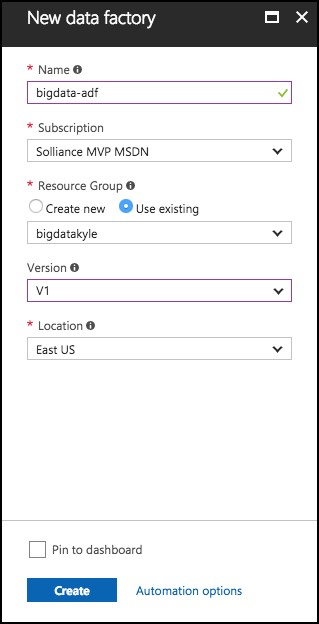 New data factory
* Name
bigdata-adf
* Subscription
Solliance MVP MSDN
* Resource Group
Create new Use existing
bigdatakyle
Version
V1
* Location
East US
Pin to dashboard
Create Automation options